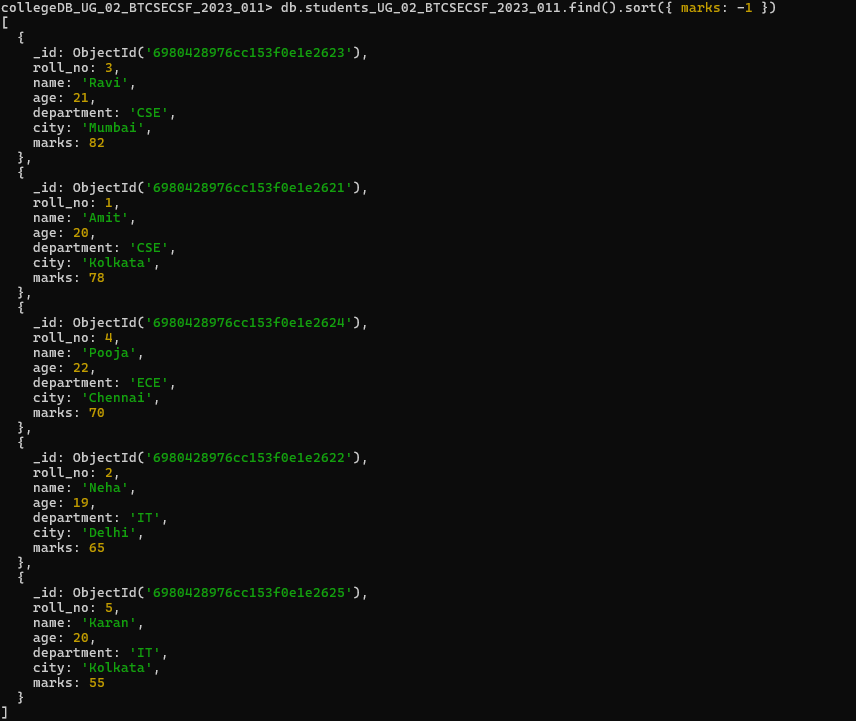 collegeDB_UG_02_BTCSECSF_2023_011> db.students_UG_02_BTCSECSF_2023_011.find().sort({ marks: -1 })
[
  {
    _id: ObjectId('6980428976cc153f0e1e2623'),
    roll_no: 3,
    name: 'Ravi',
    age: 21,
    department: 'CSE',
    city: 'Mumbai',
    marks: 82
  },
  {
    _id: ObjectId('6980428976cc153f0e1e2621'),
    roll_no: 1,
    name: 'Amit',
    age: 20,
    department: 'CSE',
    city: 'Kolkata',
    marks: 78
  },
  {
    _id: ObjectId('6980428976cc153f0e1e2624'),
    roll_no: 4,
    name: 'Pooja',
    age: 22,
    department: 'ECE',
    city: 'Chennai',
    marks: 70
  },
  {
    _id: ObjectId('6980428976cc153f0e1e2622'),
    roll_no: 2,
    name: 'Neha',
    age: 19,
    department: 'IT',
    city: 'Delhi',
    marks: 65
  },
  {
    _id: ObjectId('6980428976cc153f0e1e2625'),
    roll_no: 5,
    name: 'Karan',
    age: 20,
    department: 'IT',
    city: 'Kolkata',
    marks: 55
  }
]